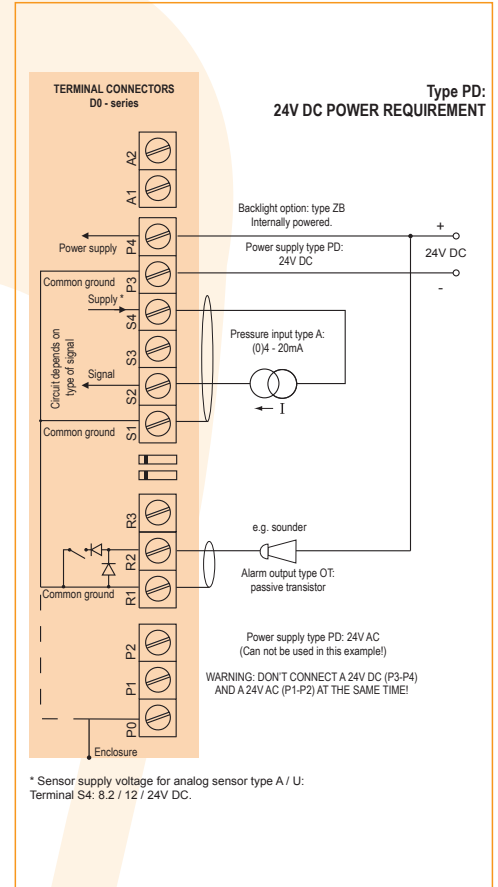 TERMINAL CONNECTORS
D0 - series
Type PD:
24V DC POWER REQUIREMENT
A2
A1
Backlight option: type ZB
Internally powered.
+
P4
Power supply
Power supply type PD:
24V DC
24V DC
P3
Common ground
-
Supply *
S4
Circuit depends on
type of signal
Pressure input type A:
(0)4 - 20mA
S3
Signal
S2
I
Common ground
S1
R3
e.g. sounder
R2
Alarm output type OT:
passive transistor
Common ground
R1
P2
Power supply type PD: 24V AC
(Can not be used in this example!)
P1
WARNING: DON'T CONNECT A 24V DC (P3-P4)
AND A 24V AC (P1-P2) AT THE SAME TIME!
P0
Enclosure
* Sensor supply voltage for analog sensor type A / U:
Terminal S4: 8.2 / 12 / 24V DC.